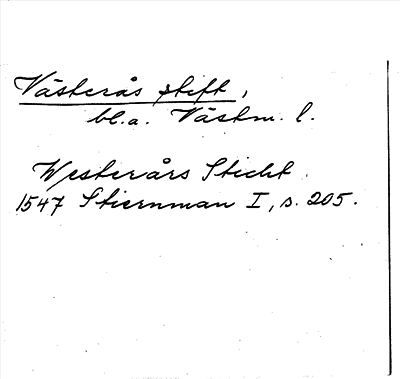 Västerås stift,
bl.a. Västm. l.
Westerårs Sticht
1547 Stiernman I, s. 205.